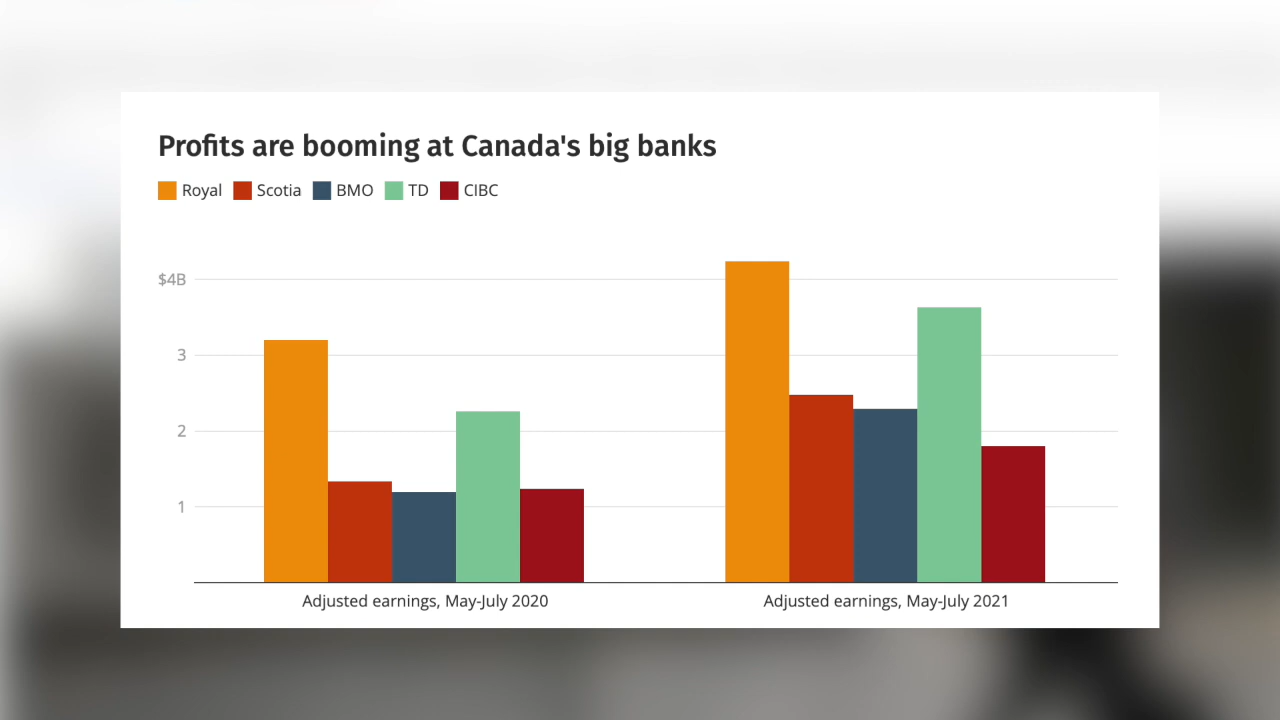 Profits are booming at Canada's big banks
Royal Scotia BMO TD CIBC
$4B
3
2
1
Adjusted earnings, May-July 2020 Adjusted earnings, May-July 2021